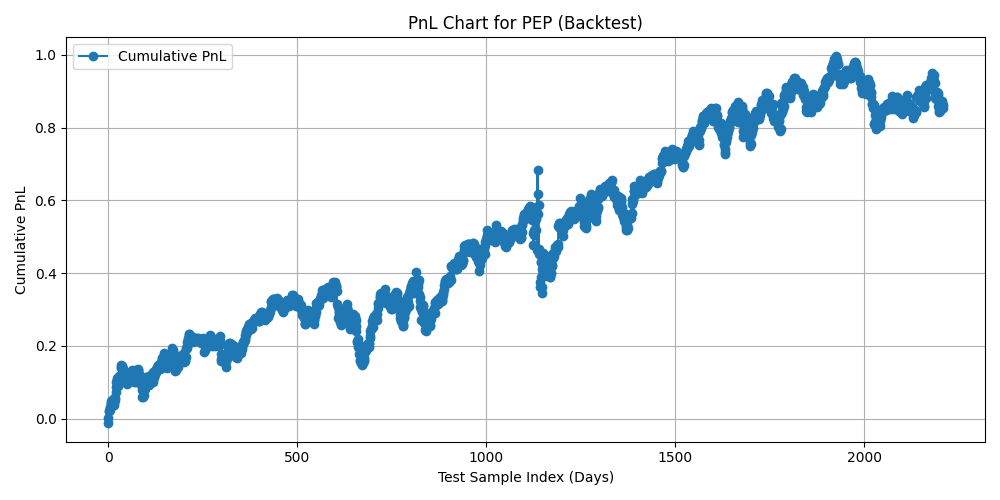 PnL Chart for PEP (Backtest)
Cumulative PnL
1.0
0.8
0.6
0.4
0.2
0.0
Cumulative PnL
0 500 1000 1500 2000
Test Sample Index (Days)